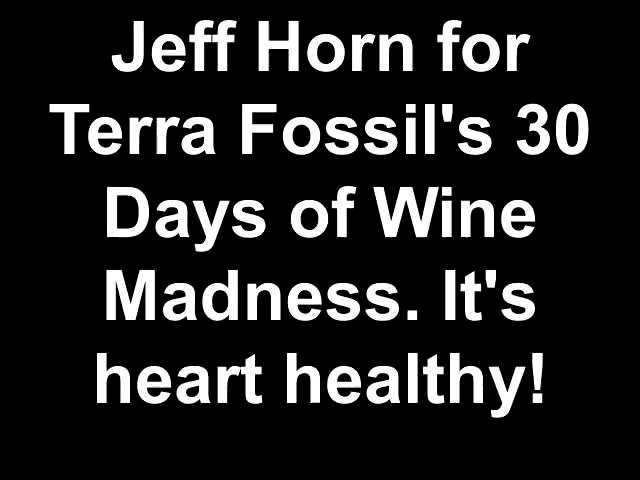 Jeff Horn for
Terra Fossil's 30
Days of Wine
Madness. It's
heart healthy!